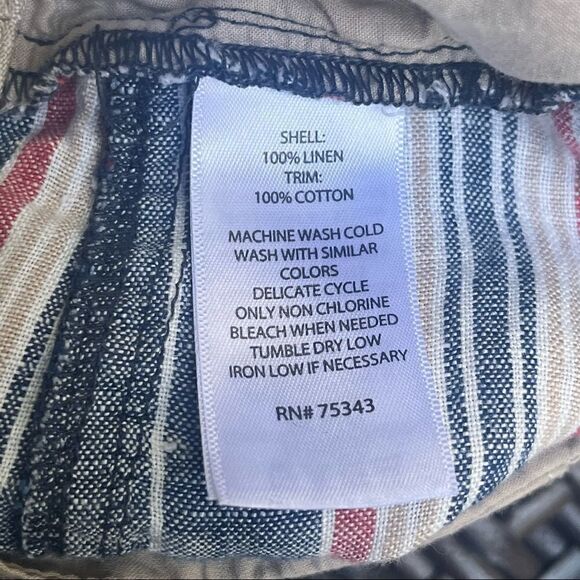 SHELL:
100% LINEN
TRIM:
100% COTTON
MACHINE WASH COLD
WASH WITH SIMILAR
COLORS
DELICATE CYCLE
ONLY NON CHLORINE
BLEACH WHEN NEEDED
TUMBLE DRY LOW
IRON LOW IF NECESSARY
RN# 75343